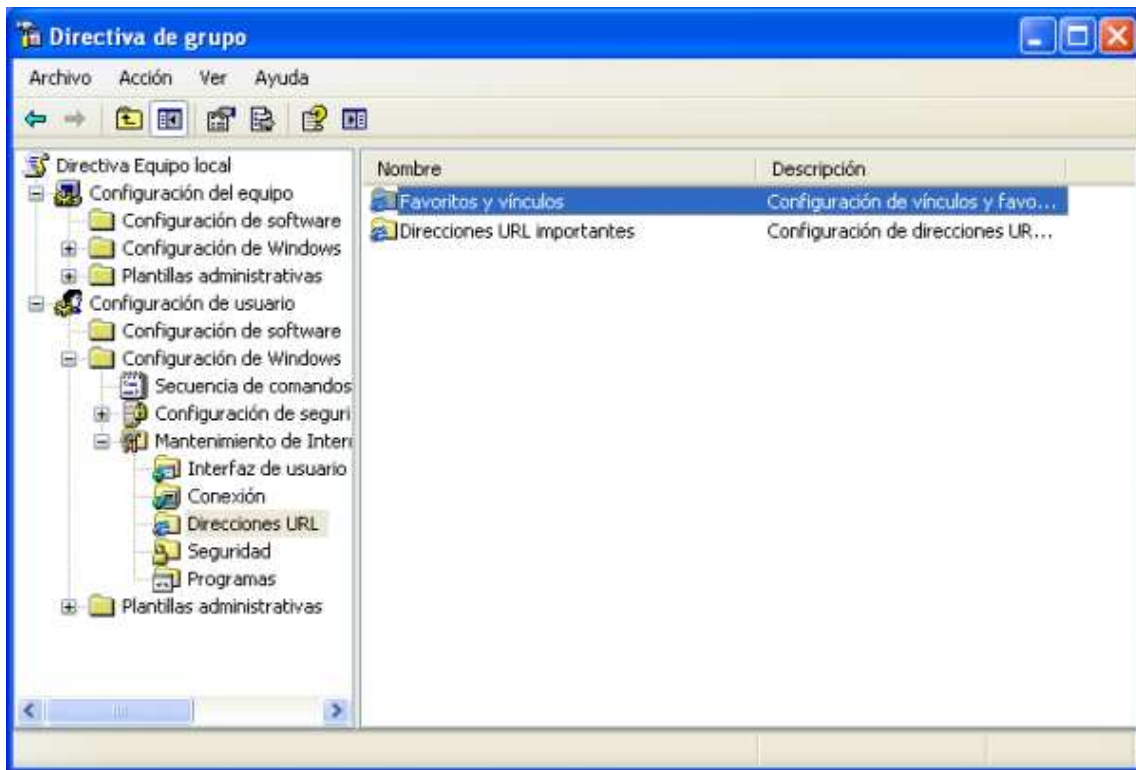 Directiva de grupo
Archivo Acción Ver Ayuda
Directiva Equipo local
Configuración del equipo
Configuración de software
Configuración de Windows
Plantillas administrativas
Configuración de usuario
Configuración de software
Configuración de Windows
Secuencia de comandos
Configuración de seguri
Mantenimiento de Inter
Interfaz de usuario
Conexión
Direcciones URL
Seguridad
Programas
Plantillas administrativas
Nombre Descripción
Favoritos y vínculos Configuración de vínculos y favo...
Direcciones URL importantes Configuración de direcciones UR...